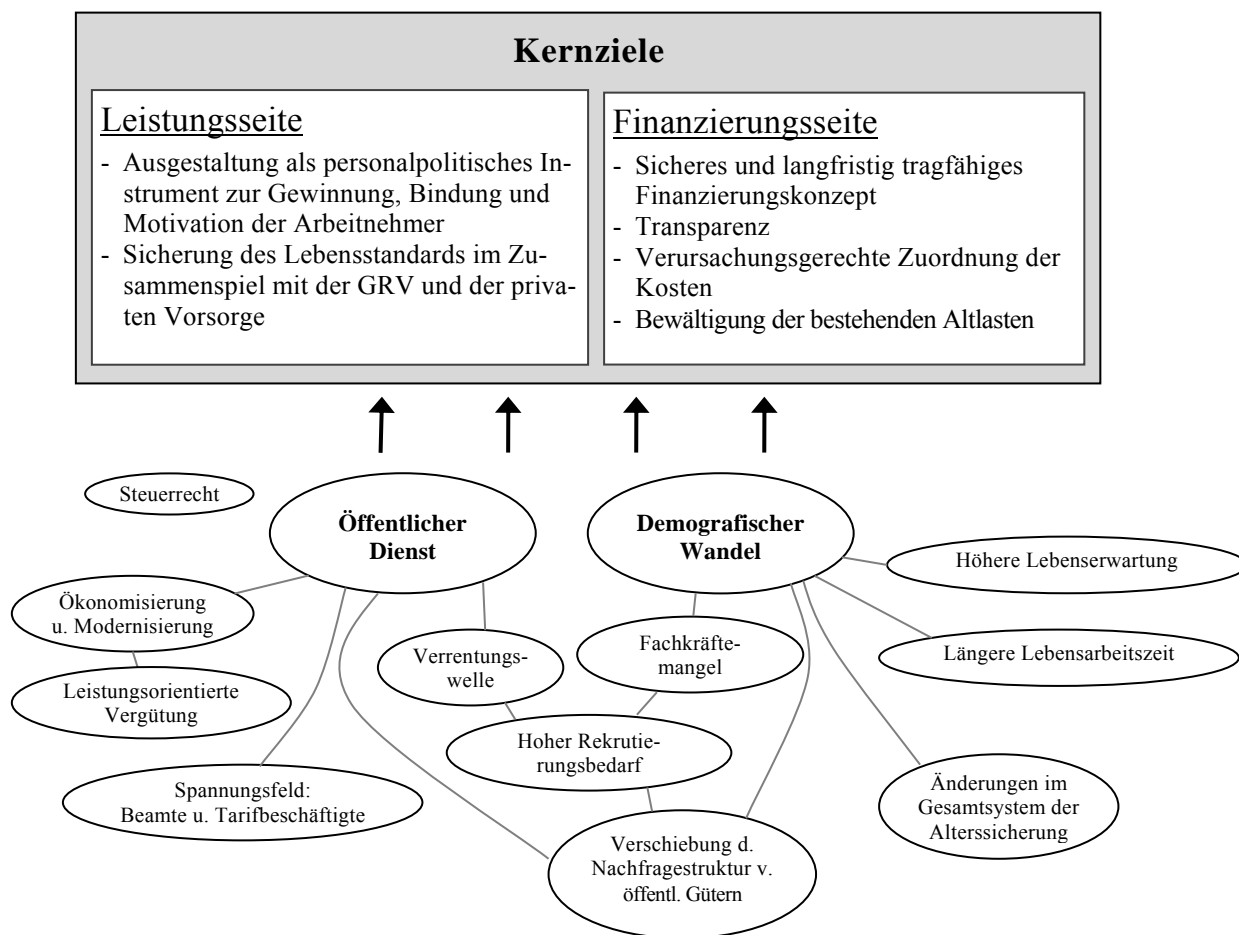 Kernziele
Leistungsseite
- Ausgestaltung als personalpolitisches In-
strument zur Gewinnung, Bindung und
Motivation der Arbeitnehmer
- Sicherung des Lebensstandards im Zu-
sammenspiel mit der GRV und der priva-
ten Vorsorge
Finanzierungsseite
- Sicheres und langfristig tragfähiges
Finanzierungskonzept
- Transparenz
- Verursachungsgerechte Zuordnung der
Kosten
- Bewältigung der bestehenden Altlasten
Steuerrecht
Öffentlicher
Dienst
Demografischer
Wandel
Höhere Lebenserwartung
Ökonomisierung
u. Modernisierung
Verrentungs-
welle
Fachkräfte-
mangel
Längere Lebensarbeitszeit
Leistungsorientierte
Vergütung
Hoher Rekrutie-
rungsbedarf
Spannungsfeld:
Beamte u. Tarifbeschäftigte
Änderungen im
Gesamtsystem der
Alterssicherung
Verschiebung d.
Nachfragestruktur v.
öffentl. Gütern